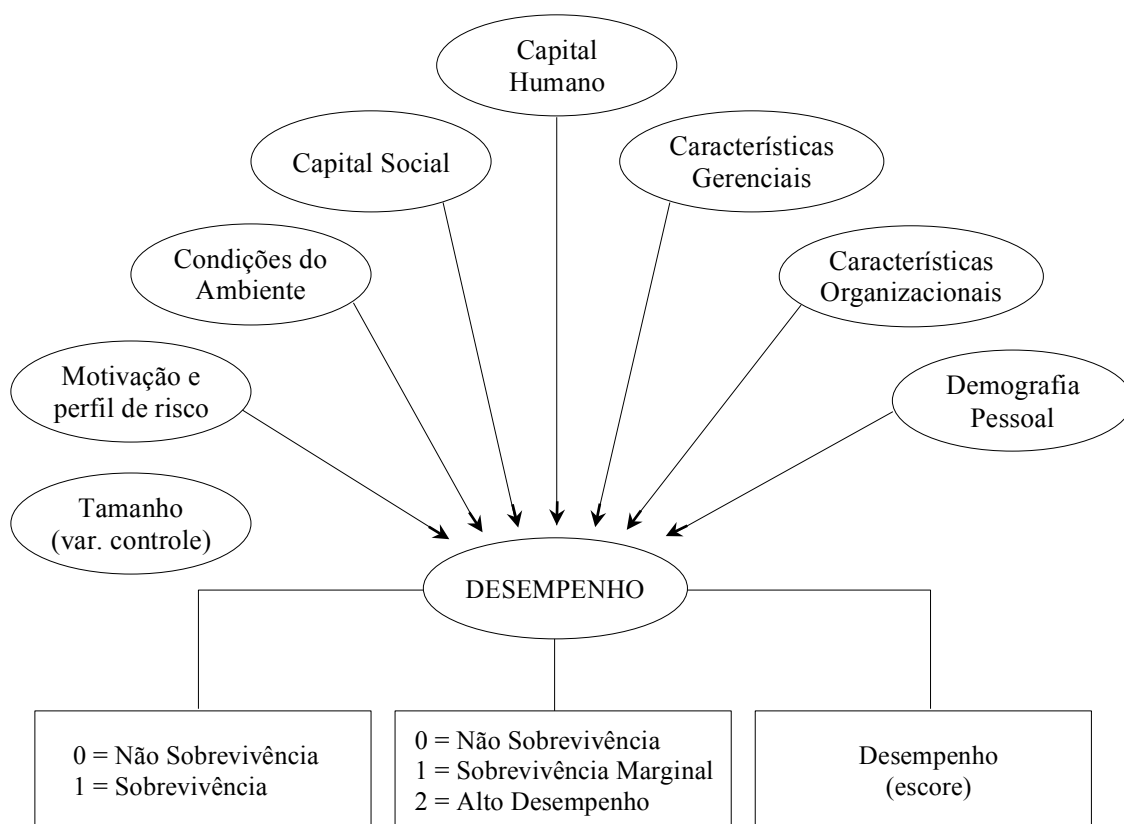 Capital
Humano
Capital Social
Características
Gerenciais
Condições do
Ambiente
Características
Organizacionais
Motivação e
perfil de risco
Demografia
Pessoal
Tamanho
(var. controle)
DESEMPENHO
0 = Não Sobrevivência
1 = Sobrevivência
0 = Não Sobrevivência
1 = Sobrevivência Marginal
2 = Alto Desempenho
Desempenho
(escore)